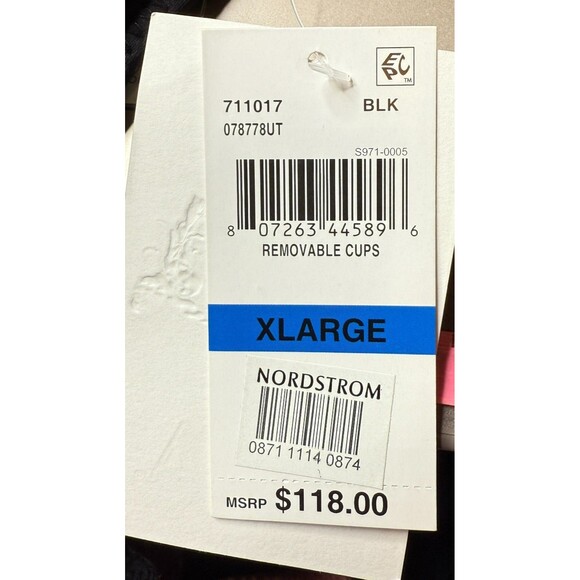 EPC
TM
711017 BLK
078778UT
S971-0005
8 07263 44589 6
REMOVABLE CUPS
XLARGE
NORDSTROM
0871 1114 0874
MSRP $118.00